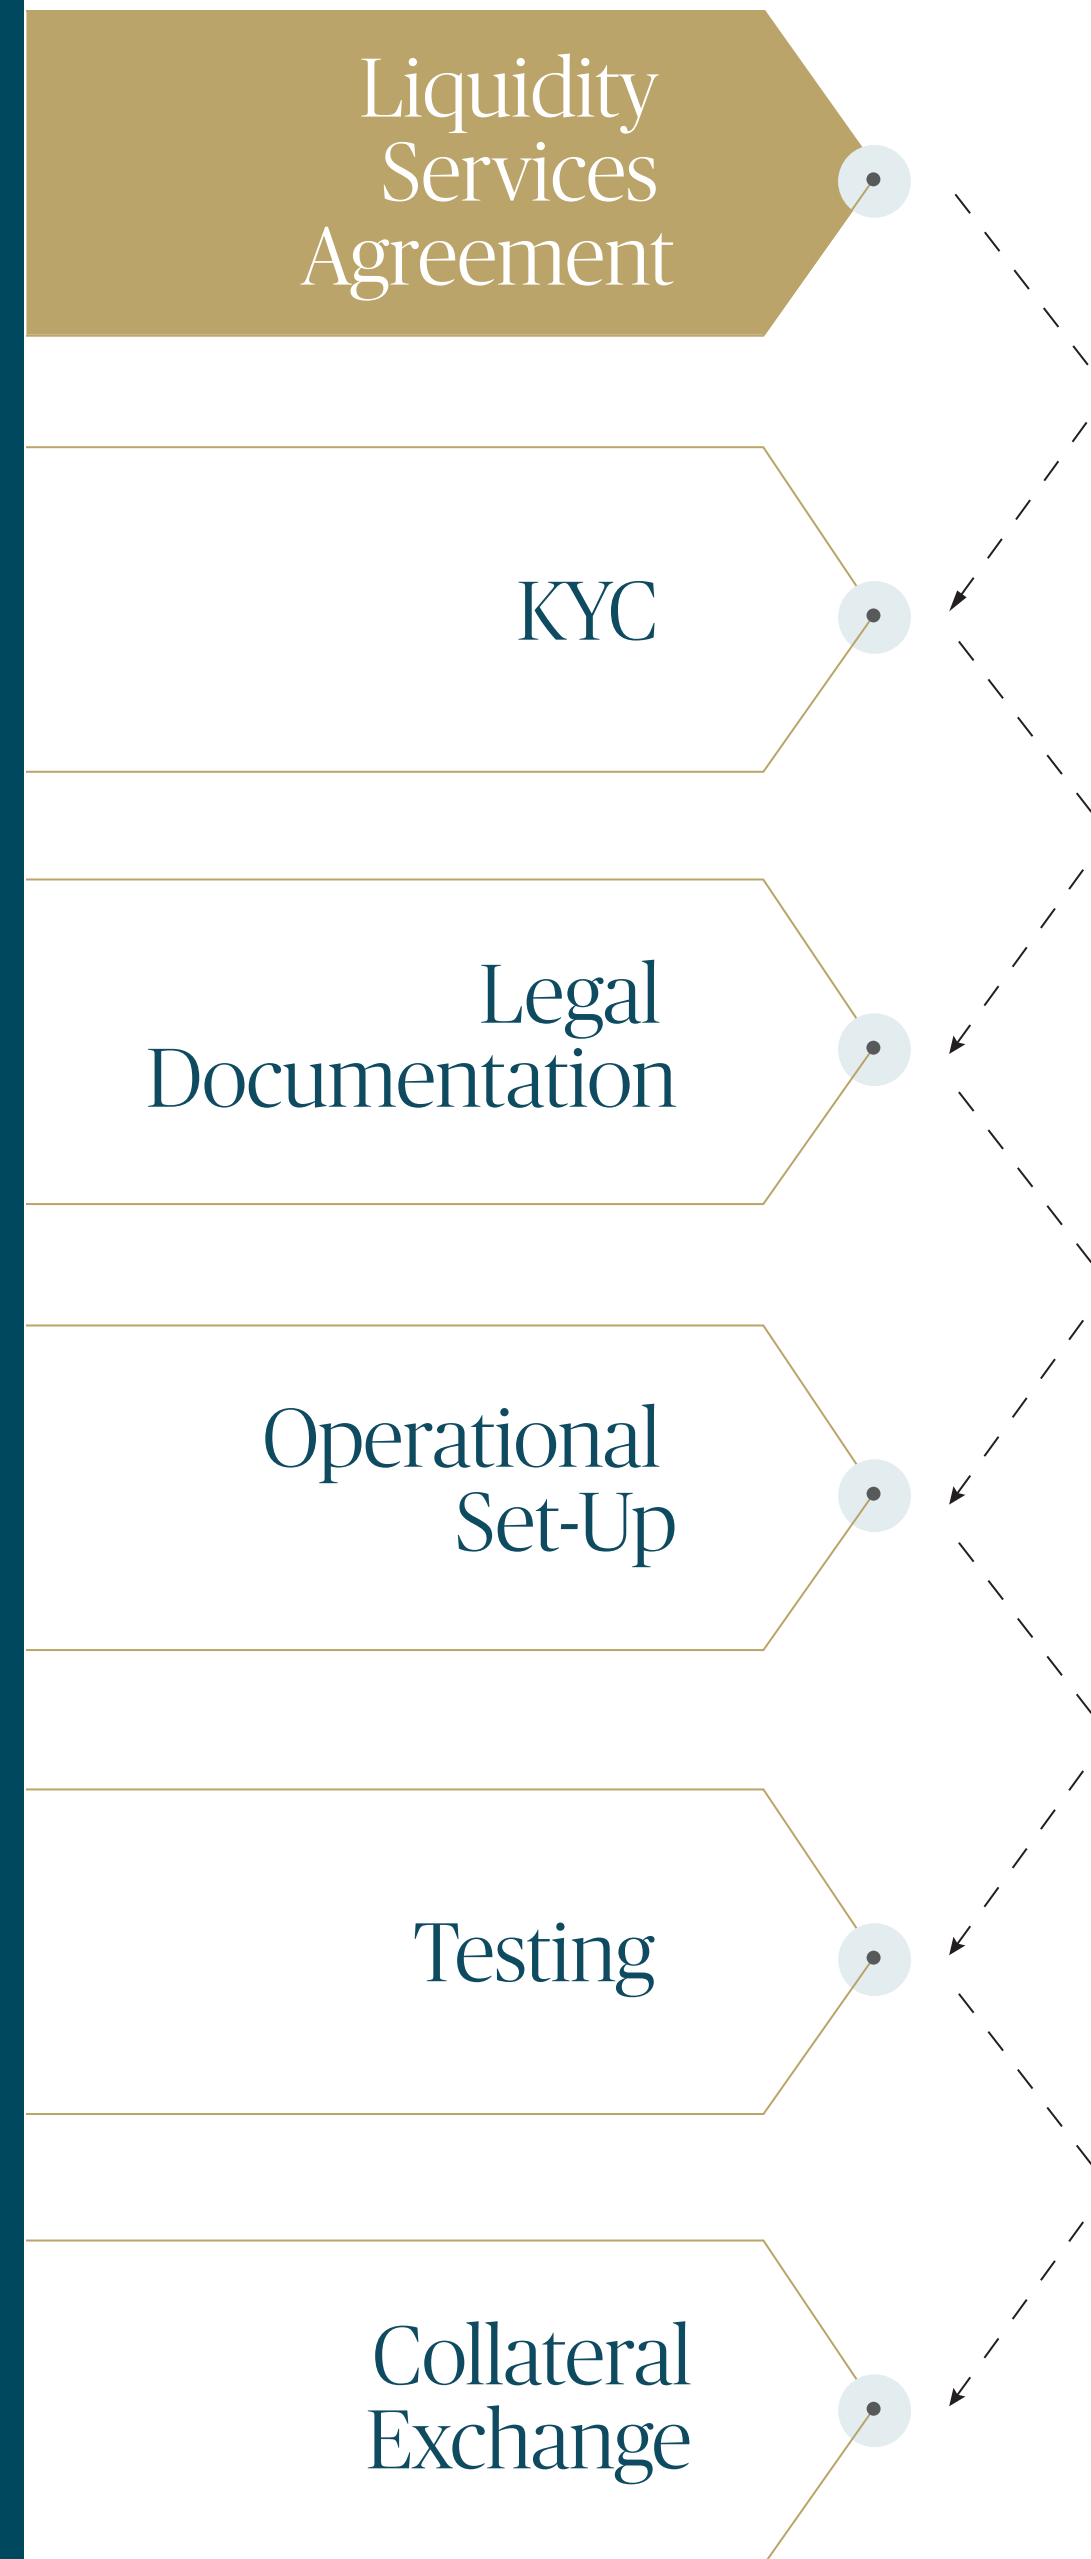 Liquidity
Services
Agreement
KYC
Legal
Documentation
Operational
Set-Up
Testing
Collateral
Exchange